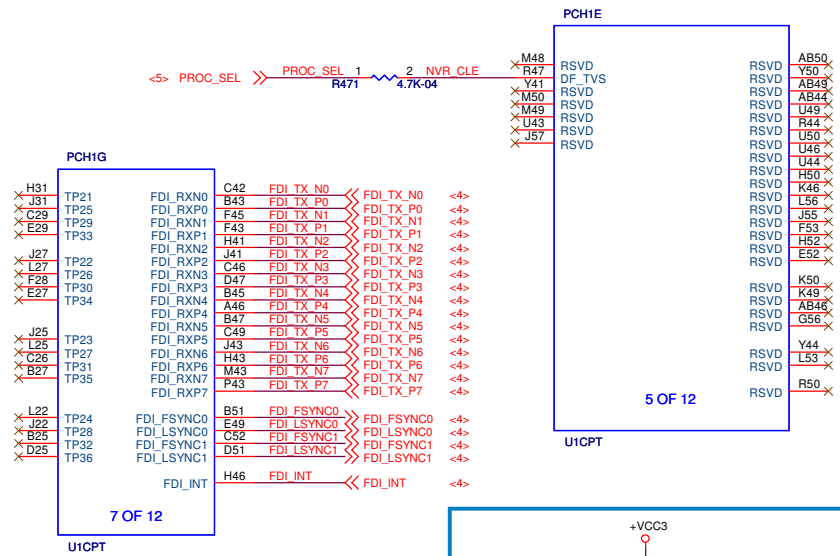 PCH1E
<5> PROC_SEL PROC_SEL 1 2 NVR_CLE
R471 4.7K-04
M48 RSVD RSVD AB50
R47 DF_TVS RSVD Y50
Y41 RSVD RSVD AB49
M50 RSVD RSVD AB44
M49 RSVD RSVD U49
U43 RSVD RSVD R44
J57 RSVD RSVD U50
RSVD U46
RSVD U44
RSVD H50
RSVD K46
RSVD L56
RSVD J55
RSVD F53
RSVD H52
RSVD E52
RSVD K50
RSVD K49
RSVD AB46
RSVD G56
RSVD Y44
RSVD L53
RSVD R50
5 OF 12
U1CPT
PCH1G
H31 TP21 FDI_RXN0 C42 FDI_TX_N0 FDI_TX_N0 <4>
J31 TP25 FDI_RXP0 B43 FDI_TX_P0 FDI_TX_P0 <4>
C29 TP29 FDI_RXN1 F45 FDI_TX_N1 FDI_TX_N1 <4>
E29 TP33 FDI_RXP1 F43 FDI_TX_P1 FDI_TX_P1 <4>
FDI_RXN2 H41 FDI_TX_N2 FDI_TX_N2 <4>
J27 TP22 FDI_RXP2 J41 FDI_TX_P2 FDI_TX_P2 <4>
L27 TP26 FDI_RXN3 C46 FDI_TX_N3 FDI_TX_N3 <4>
F28 TP30 FDI_RXP3 D47 FDI_TX_P3 FDI_TX_P3 <4>
E27 TP34 FDI_RXN4 B45 FDI_TX_N4 FDI_TX_N4 <4>
FDI_RXP4 A46 FDI_TX_P4 FDI_TX_P4 <4>
FDI_RXN5 B47 FDI_TX_N5 FDI_TX_N5 <4>
J25 TP23 FDI_RXP5 C49 FDI_TX_P5 FDI_TX_P5 <4>
L25 TP27 FDI_RXN6 J43 FDI_TX_N6 FDI_TX_N6 <4>
C26 TP31 FDI_RXP6 H43 FDI_TX_P6 FDI_TX_P6 <4>
B27 TP35 FDI_RXN7 M43 FDI_TX_N7 FDI_TX_N7 <4>
FDI_RXP7 P43 FDI_TX_P7 FDI_TX_P7 <4>
L22 TP24 FDI_FSYNC0 B51 FDI_FSYNC0 FDI_FSYNC0 <4>
J22 TP28 FDI_LSYNC0 E49 FDI_LSYNC0 FDI_LSYNC0 <4>
B25 TP32 FDI_FSYNC1 C52 FDI_FSYNC1 FDI_FSYNC1 <4>
D25 TP36 FDI_LSYNC1 D51 FDI_LSYNC1 FDI_LSYNC1 <4>
FDI_INT H46 FDI_INT FDI_INT <4>
7 OF 12
U1CPT
+VCC3